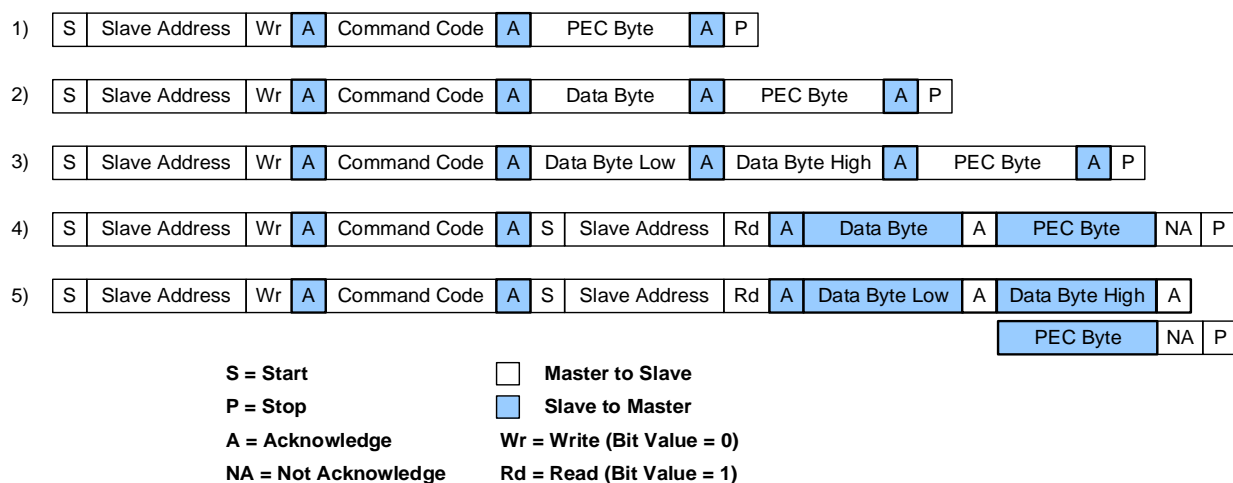 1) S Slave Address Wr A Command Code A PEC Byte A P
2) S Slave Address Wr A Command Code A Data Byte A PEC Byte A P
3) S Slave Address Wr A Command Code A Data Byte Low A Data Byte High A PEC Byte A P
4) S Slave Address Wr A Command Code A S Slave Address Rd A Data Byte A PEC Byte NA P
5) S Slave Address Wr A Command Code A S Slave Address Rd A Data Byte Low A Data Byte High A
PEC Byte NA P
S = Start Master to Slave
P = Stop Slave to Master
A = Acknowledge Wr = Write (Bit Value = 0)
NA = Not Acknowledge Rd = Read (Bit Value = 1)